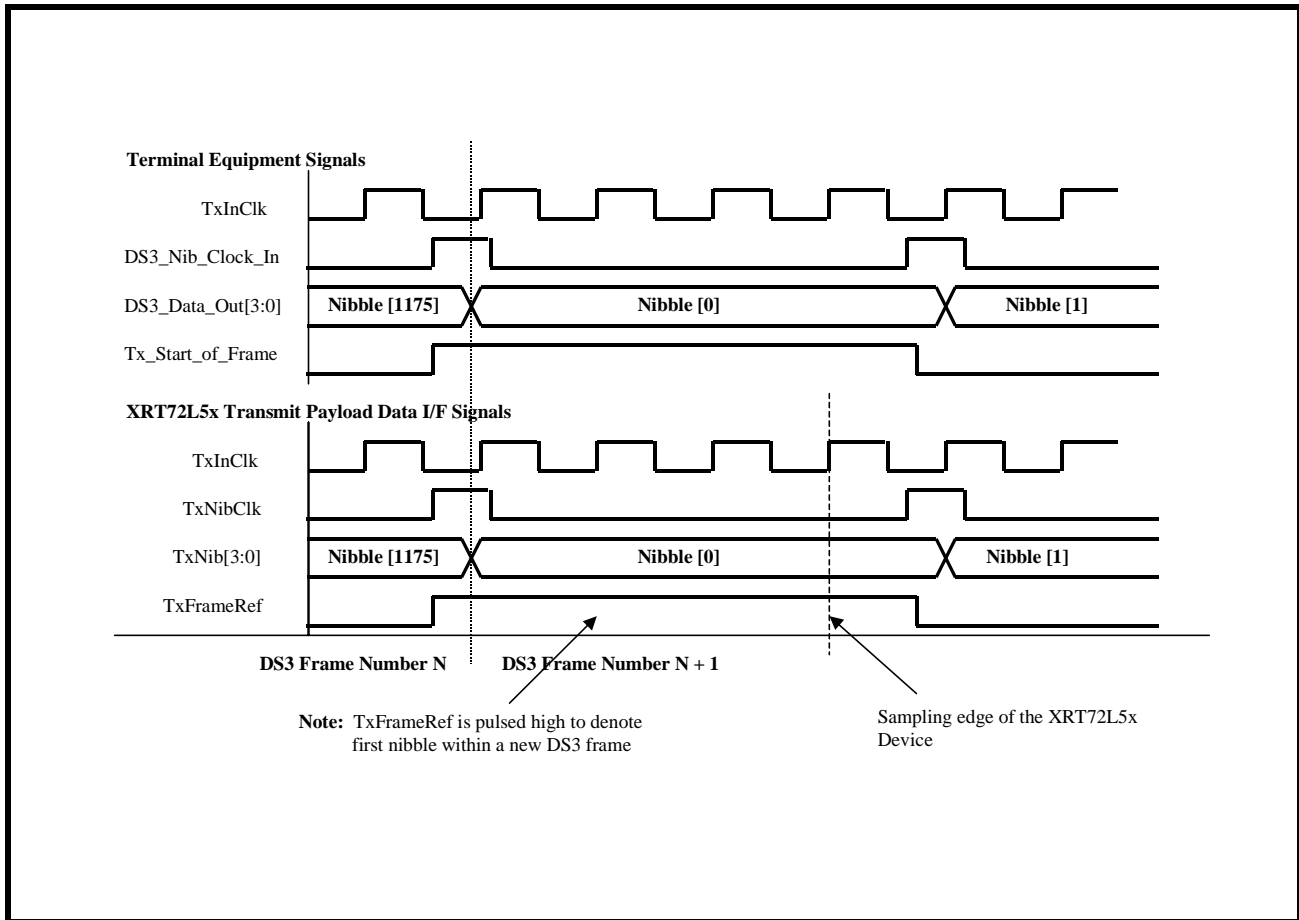 Terminal Equipment Signals
TxInClk
DS3_Nib_Clock_In
DS3_Data_Out[3:0] Nibble [1175] Nibble [0] Nibble [1]
Tx_Start_of_Frame
XRT72L5x Transmit Payload Data I/F Signals
TxInClk
TxNibClk
TxNib[3:0] Nibble [1175] Nibble [0] Nibble [1]
TxFrameRef
DS3 Frame Number N DS3 Frame Number N + 1
Note: TxFrameRef is pulsed high to denote
first nibble within a new DS3 frame
Sampling edge of the XRT72L5x
Device